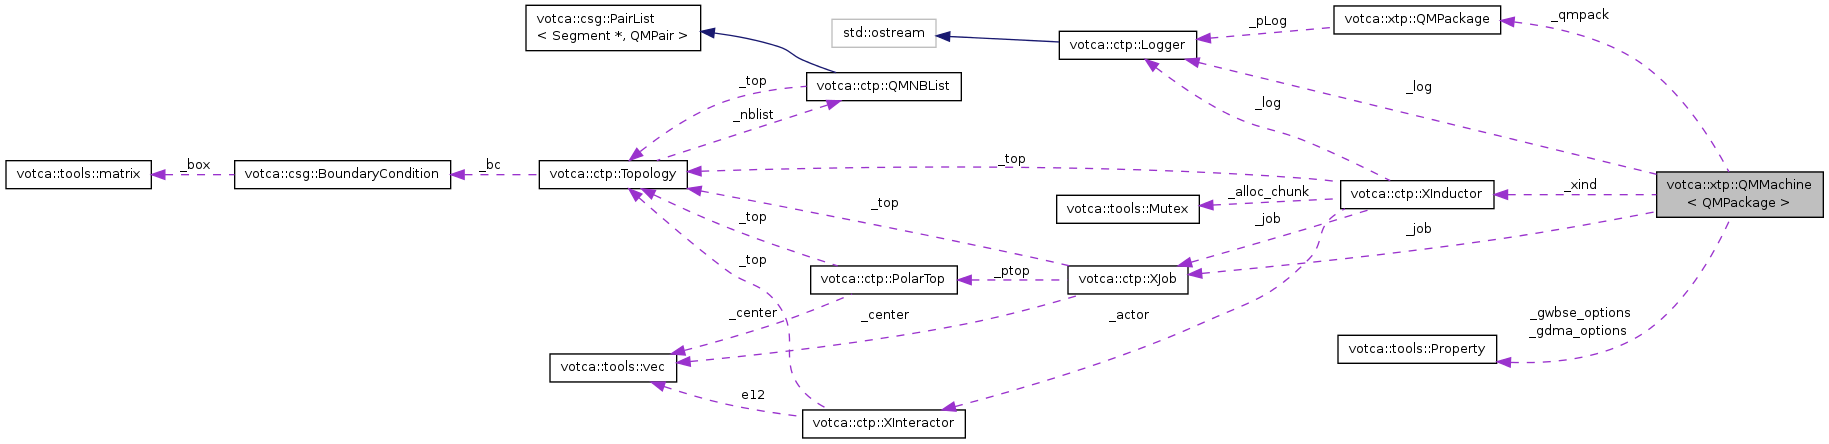 votca::csg::PairList
< Segment *, QMPair >
std::ostream
votca::ctp::Logger
_pLog
votca::xtp::QMPackage
_qmpack
_top
votca::ctp::QMNBList
_log
_log
_nblist
votca::tools::matrix
_box
votca::csg::BoundaryCondition
_bc
votca::ctp::Topology
_top
votca::tools::Mutex
_alloc_chunk
votca::ctp::XInductor
_xind
votca::xtp::QMMachine
< QMPackage >
_top
_top
_job
_job
_top
votca::ctp::PolarTop
_ptop
votca::ctp::XJob
_center
_center
_actor
_gwbse_options
_gdma_options
votca::tools::Property
votca::tools::vec
e12
votca::ctp::XInteractor